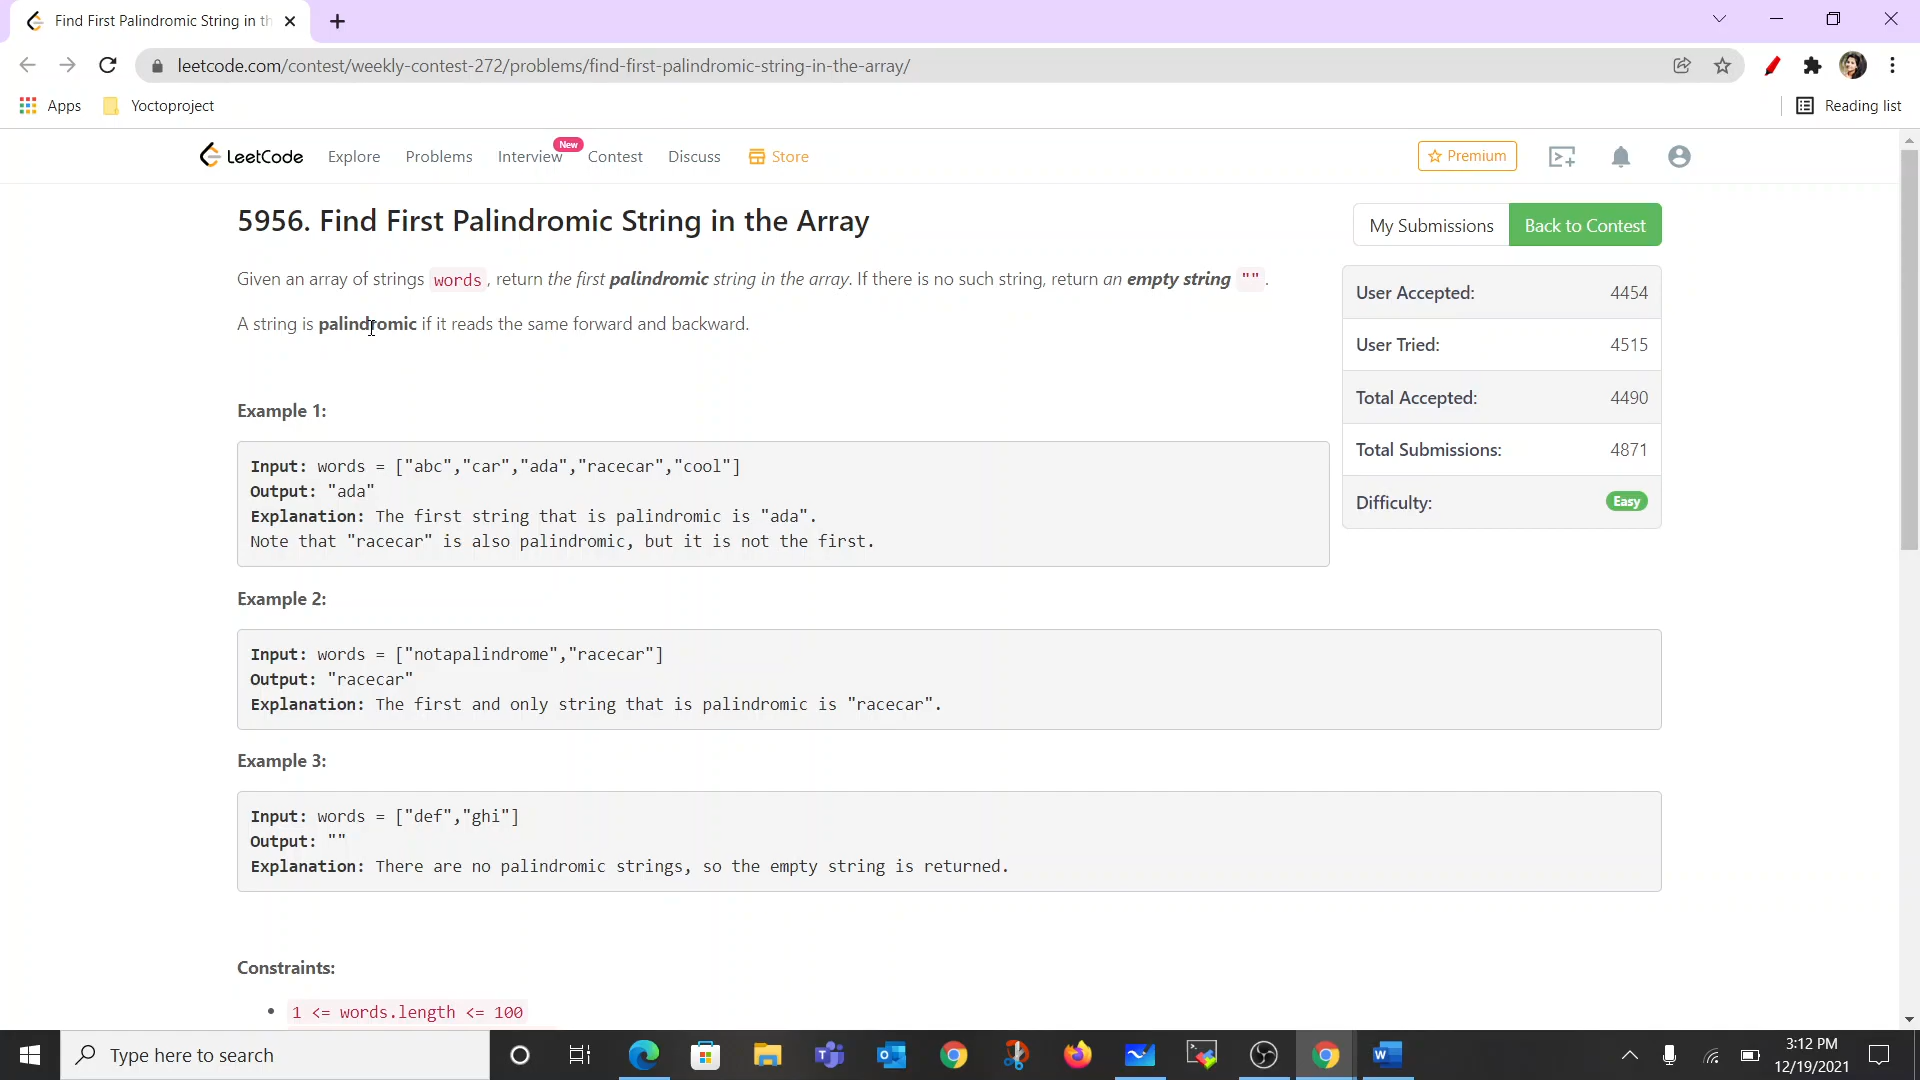 Find First Palindromic String in th
leetcode.com/contest/weekly-contest-272/problems/find-first-palindromic-string-in-the-array/
Apps
Yoctoproject
Reading list
LeetCode
Explore
Problems
Interview
New
Contest
Discuss
Store
Premium
5956. Find First Palindromic String in the Array
My Submissions
Back to Contest
Given an array of strings words, return the first palindromic string in the array. If there is no such string, return an empty string "".
A string is palindromic if it reads the same forward and backward.
User Accepted: 4454
User Tried: 4515
Total Accepted: 4490
Total Submissions: 4871
Difficulty: Easy
Example 1:
Input: words = ["abc","car","ada","racecar","cool"]
Output: "ada"
Explanation: The first string that is palindromic is "ada".
Note that "racecar" is also palindromic, but it is not the first.
Example 2:
Input: words = ["notapalindrome","racecar"]
Output: "racecar"
Explanation: The first and only string that is palindromic is "racecar".
Example 3:
Input: words = ["def","ghi"]
Output: ""
Explanation: There are no palindromic strings, so the empty string is returned.
Constraints:
1 <= words.length <= 100
Type here to search
3:12 PM
12/19/2021